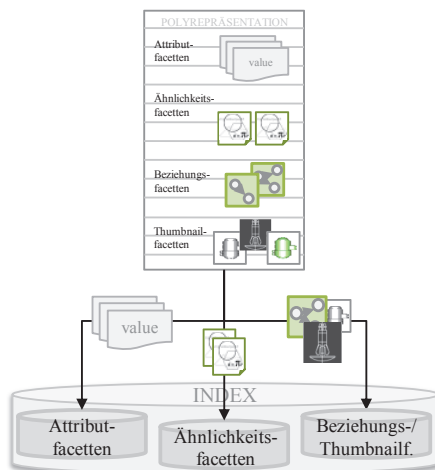 POLYREPRÄSENTATION
Attribut-
facetten
value
Ähnlichkeits-
facetten
Beziehungs-
facetten
Thumbnail-
facetten
value
INDEX
Attribut-
facetten
Ähnlichkeits-
facetten
Beziehungs-/
Thumbnailf.